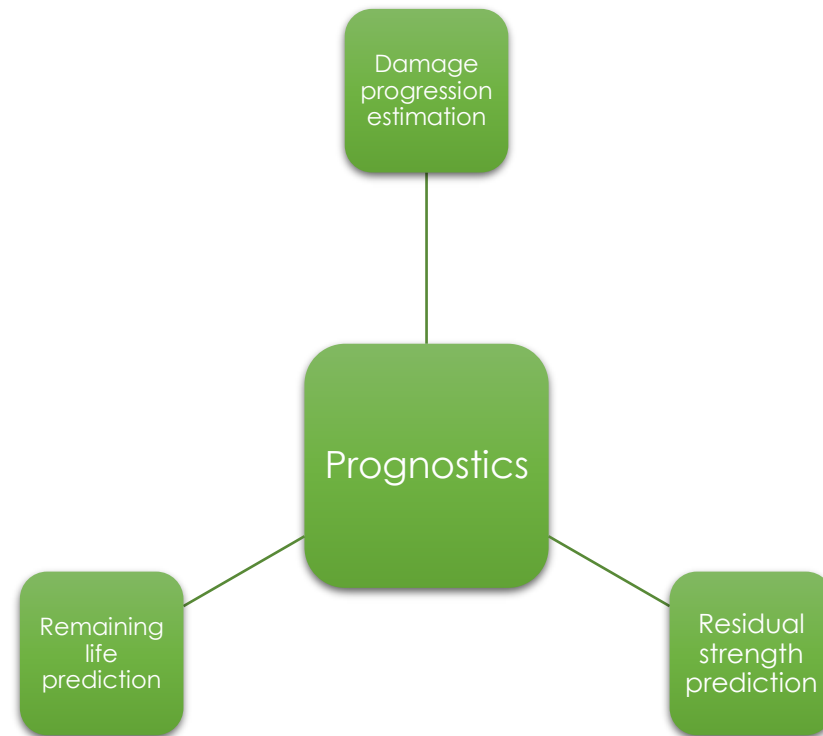 Damage
progression
estimation
Prognostics
Remaining
life
prediction
Residual
strength
prediction